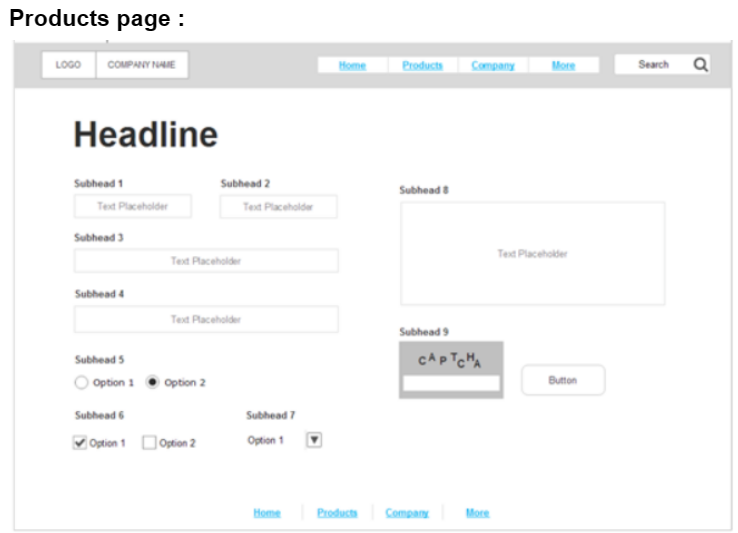 Products page :
LOGO COMPANY NAME Home Products Company More Search
Headline
Subhead 1 Subhead 2
Text Placeholder Text Placeholder
Subhead 3
Text Placeholder
Subhead 4
Text Placeholder
Subhead 5
Option 1 Option 2
Subhead 6 Subhead 7
Option 1 Option 2 Option 1
Subhead 8
Text Placeholder
Subhead 9
CAPTCHA
Button
Home Products Company More